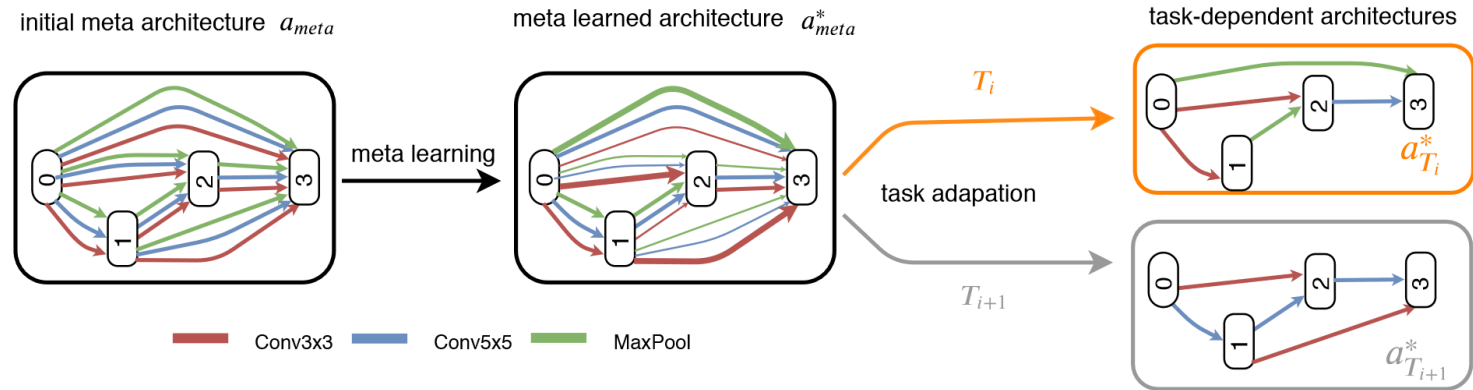 initial meta architecture a_meta
meta learned architecture a*_meta
task-dependent architectures
0
1
2
3
meta learning
0
1
2
3
task adapation
T_i
T_{i+1}
0
1
2
3
a*_{T_i}
0
1
2
3
a*_{T_{i+1}}
Conv3x3
Conv5x5
MaxPool